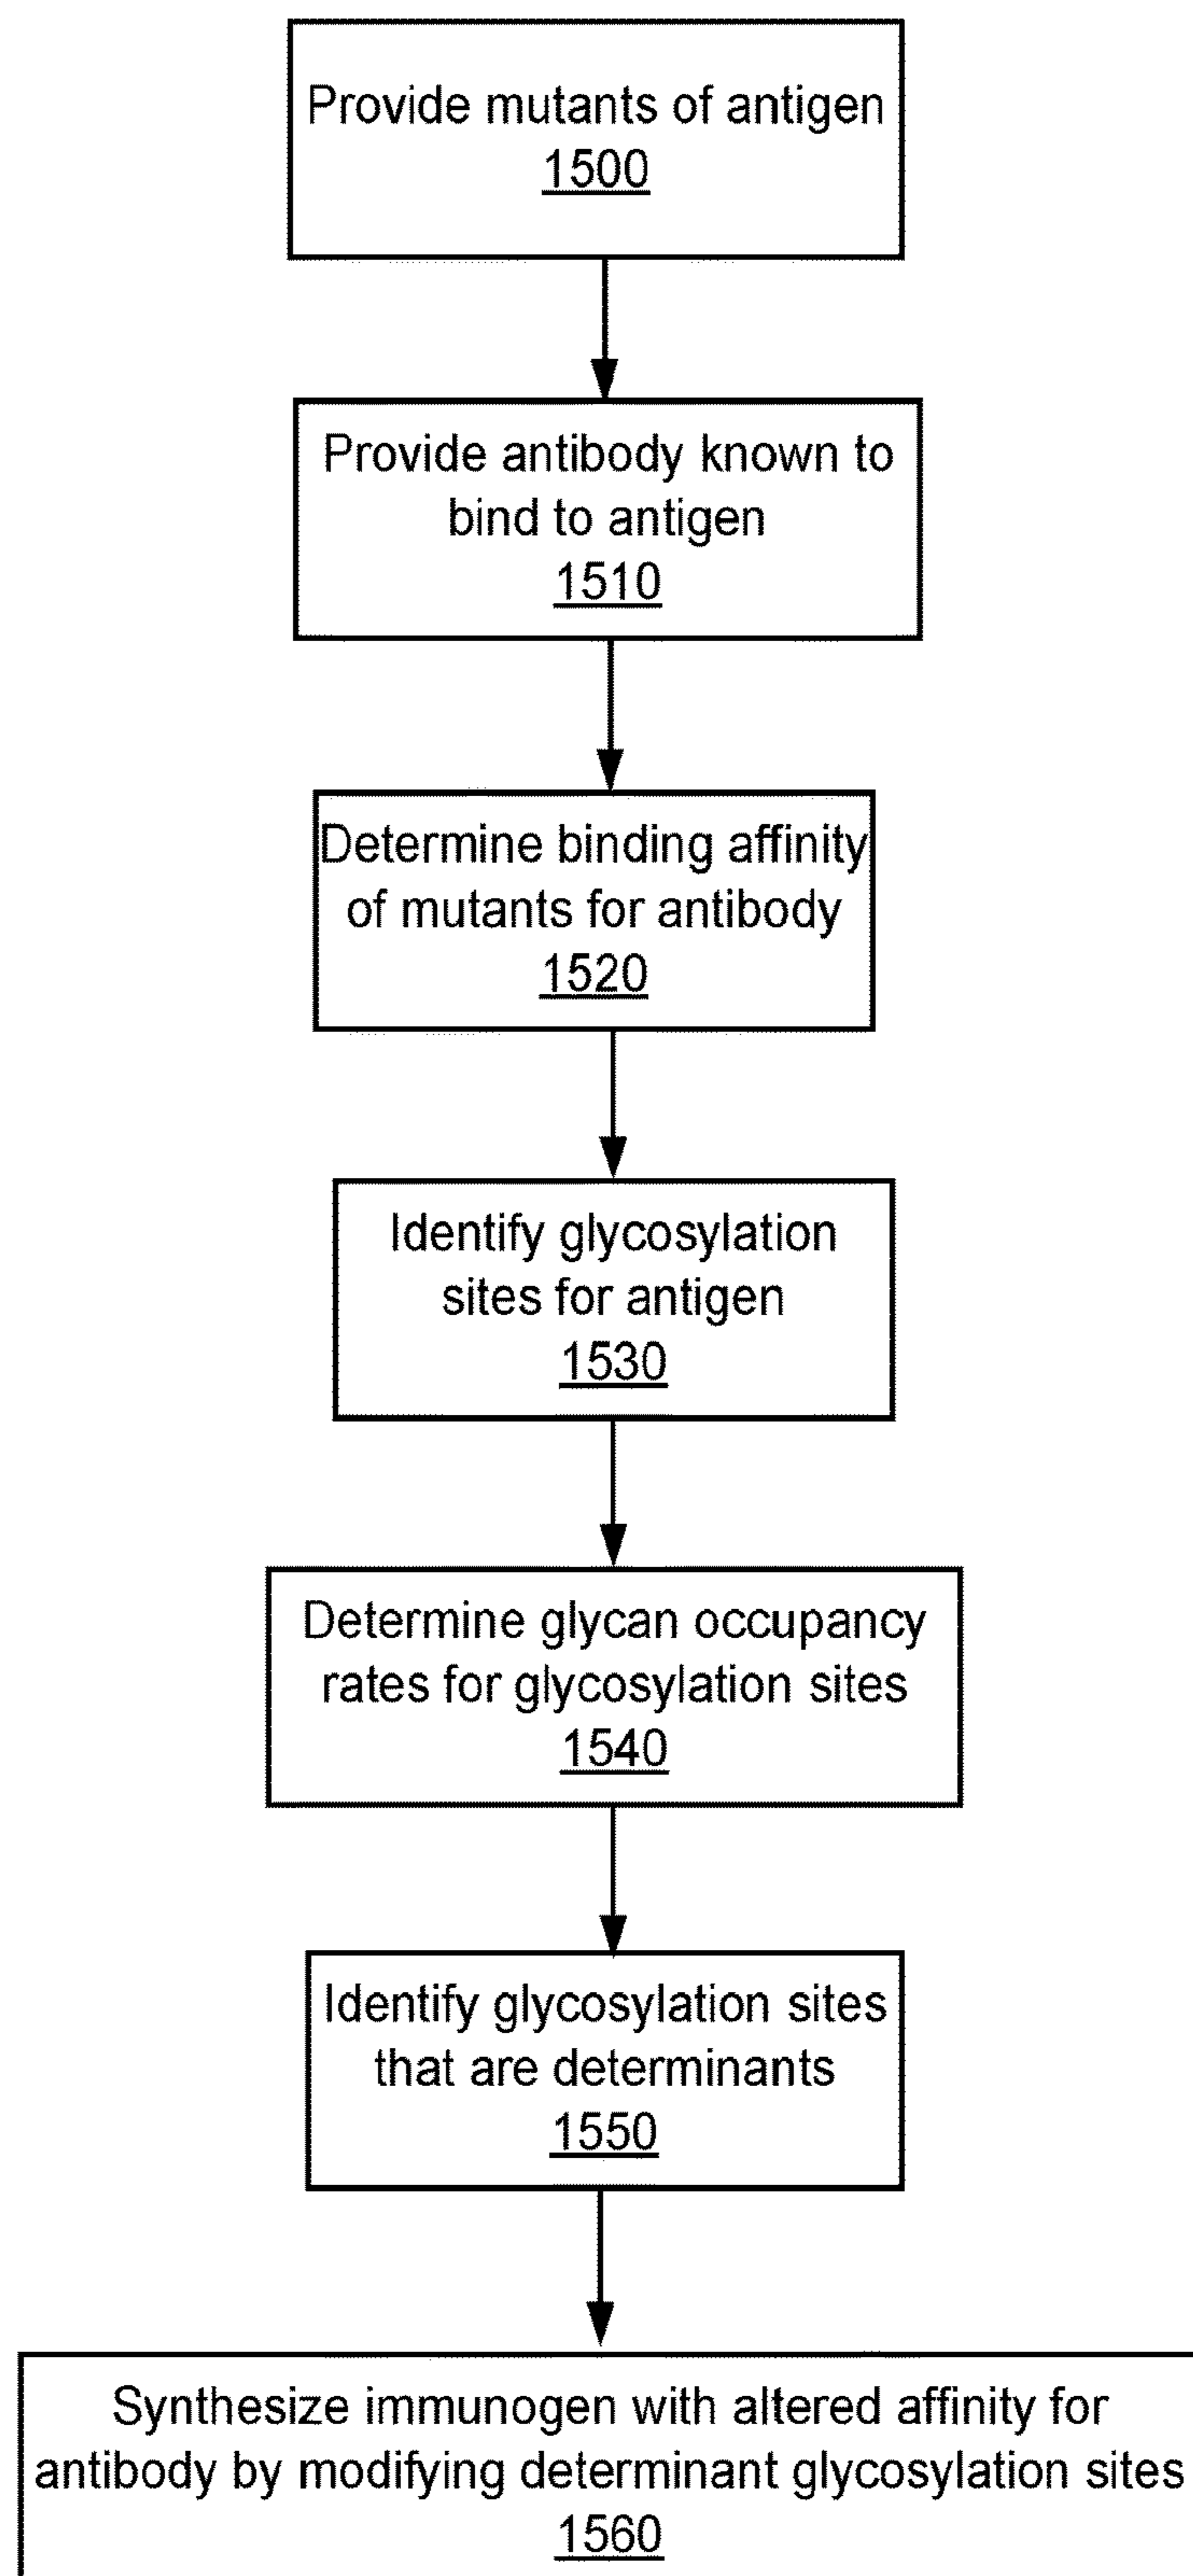 Provide mutants of antigen
1500
Provide antibody known to
bind to antigen
1510
Determine binding affinity
of mutants for antibody
1520
Identify glycosylation
sites for antigen
1530
Determine glycan occupancy
rates for glycosylation sites
1540
Identify glycosylation sites
that are determinants
1550
Synthesize immunogen with altered affinity for
antibody by modifying determinant glycosylation sites
1560